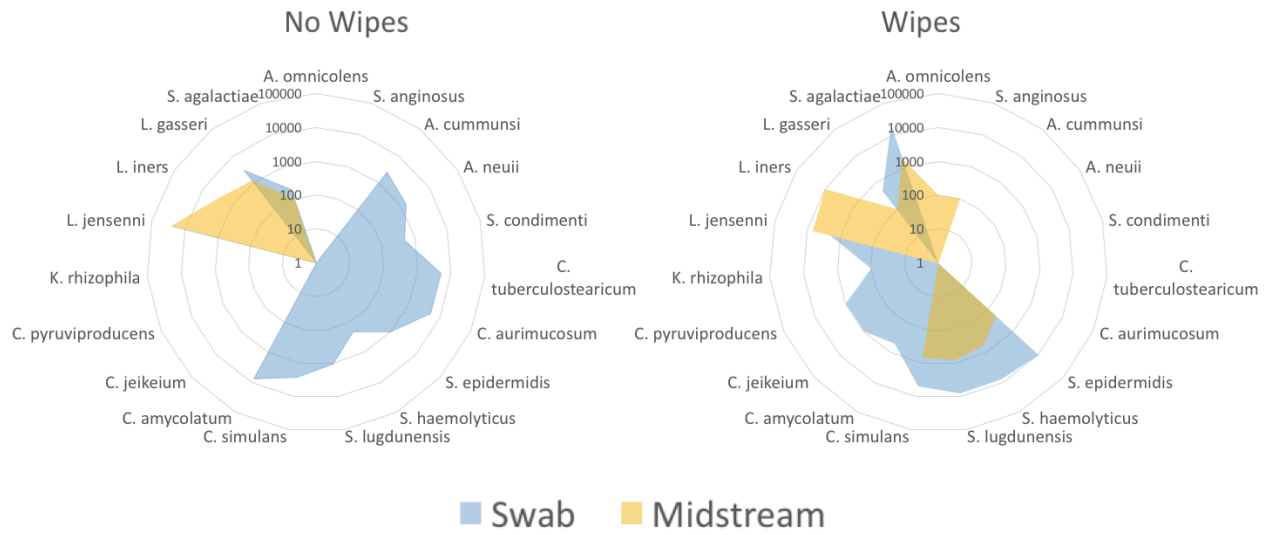 No Wipes
A. omnicolens
S. anginosus
A. cummunsi
A. neuii
S. condimenti
C.
tuberculostearicum
C. aurimucosum
S. epidermidis
S. haemolyticus
S. lugdunensis
C. simulans
C. amycolatum
C. jeikeium
C. pyruviproducens
K. rhizophila
L. jensenni
L. iners
L. gasseri
S. agalactiae
100000
10000
1000
100
10
1
Wipes
A. omnicolens
S. anginosus
A. cummunsi
A. neuii
S. condimenti
C.
tuberculostearicum
C. aurimucosum
S. epidermidis
S. haemolyticus
S. lugdunensis
C. simulans
C. amycolatum
C. jeikeium
C. pyruviproducens
K. rhizophila
L. jensenni
L. iners
L. gasseri
S. agalactiae
100000
10000
1000
100
10
1
Swab
Midstream